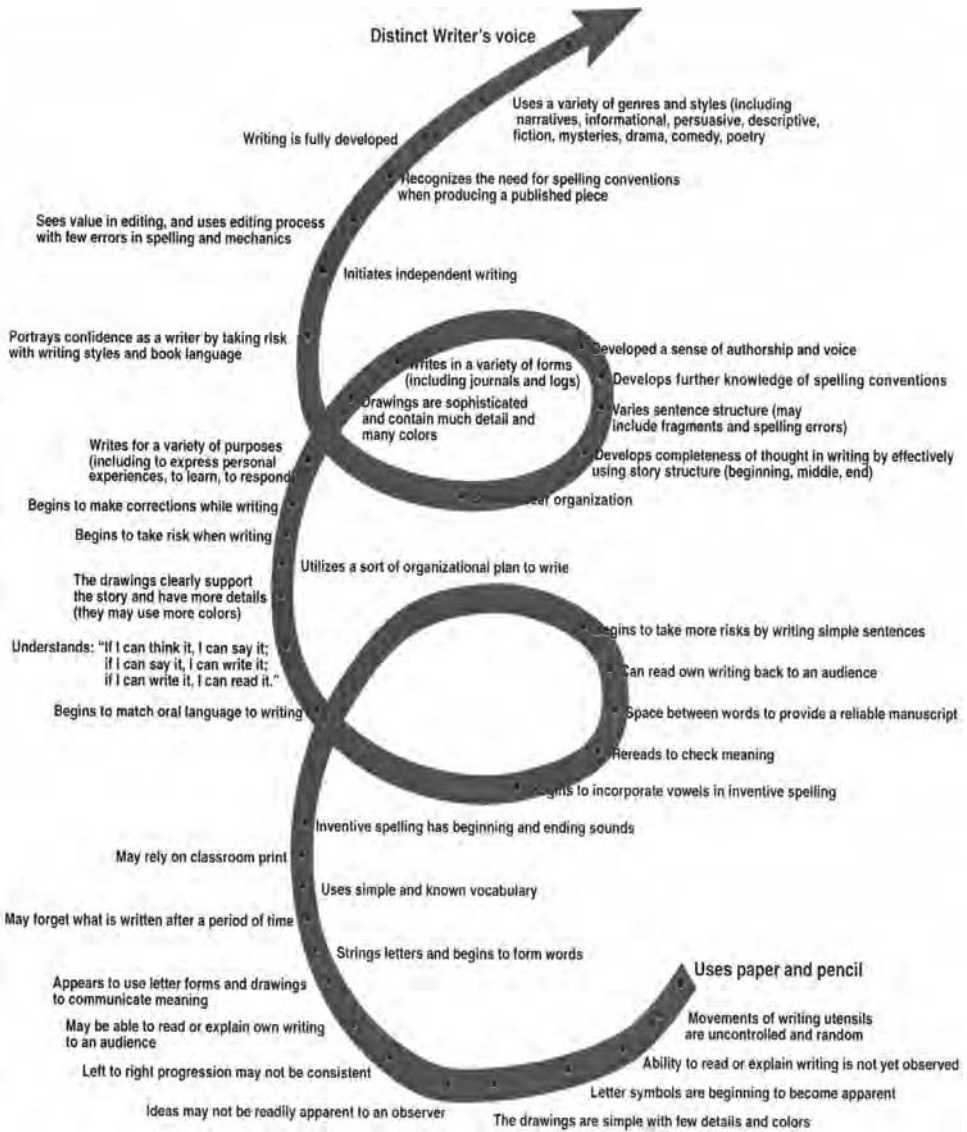 Distinct Writer's voice
Uses a variety of genres and styles (including
narratives, informational, persuasive, descriptive,
fiction, mysteries, drama, comedy, poetry
Writing is fully developed
Recognizes the need for spelling conventions
when producing a published piece
Sees value in editing, and uses editing process
with few errors in spelling and mechanics
Initiates independent writing
Portrays confidence as a writer by taking risk
with writing styles and book language
Developed a sense of authorship and voice
Writes in a variety of forms
(including journals and logs)
Develops further knowledge of spelling conventions
Drawings are sophisticated
and contain much detail and
many colors
Varies sentence structure (may
include fragments and spelling errors)
Writes for a variety of purposes
(including to express personal
experiences, to learn, to respond)
Develops completeness of thought in writing by effectively
using story structure (beginning, middle, end)
organization
Begins to make corrections while writing
Begins to take risk when writing
Utilizes a sort of organizational plan to write
The drawings clearly support
the story and have more details
(they may use more colors)
Begins to take more risks by writing simple sentences
Understands: "If I can think it, I can say it;
if I can say it, I can write it;
if I can write it, I can read it."
Can read own writing back to an audience
Begins to match oral language to writing
Space between words to provide a reliable manuscript
Rereads to check meaning
Begins to incorporate vowels in inventive spelling
Inventive spelling has beginning and ending sounds
May rely on classroom print
Uses simple and known vocabulary
May forget what is written after a period of time
Strings letters and begins to form words
Uses paper and pencil
Appears to use letter forms and drawings
to communicate meaning
Movements of writing utensils
are uncontrolled and random
May be able to read or explain own writing
to an audience
Ability to read or explain writing is not yet observed
Left to right progression may not be consistent
Letter symbols are beginning to become apparent
Ideas may not be readily apparent to an observer
The drawings are simple with few details and colors